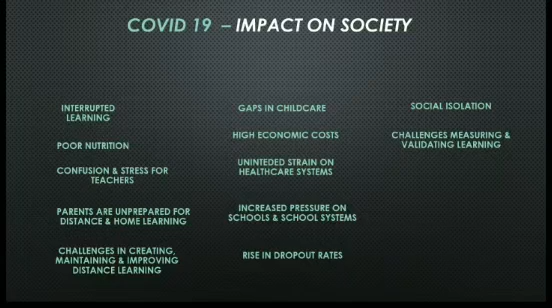 COVID 19 – IMPACT ON SOCIETY
INTERRUPTED
LEARNING
POOR NUTRITION
CONFUSION & STRESS FOR
TEACHERS
PARENTS ARE UNPREPARED FOR
DISTANCE & HOME LEARNING
CHALLENGES IN CREATING,
MAINTAINING & IMPROVING
DISTANCE LEARNING
GAPS IN CHILDCARE
HIGH ECONOMIC COSTS
UNINTEDED STRAIN ON
HEALTHCARE SYSTEMS
INCREASED PRESSURE ON
SCHOOLS & SCHOOL SYSTEMS
RISE IN DROPOUT RATES
SOCIAL ISOLATION
CHALLENGES MEASURING &
VALIDATING LEARNING